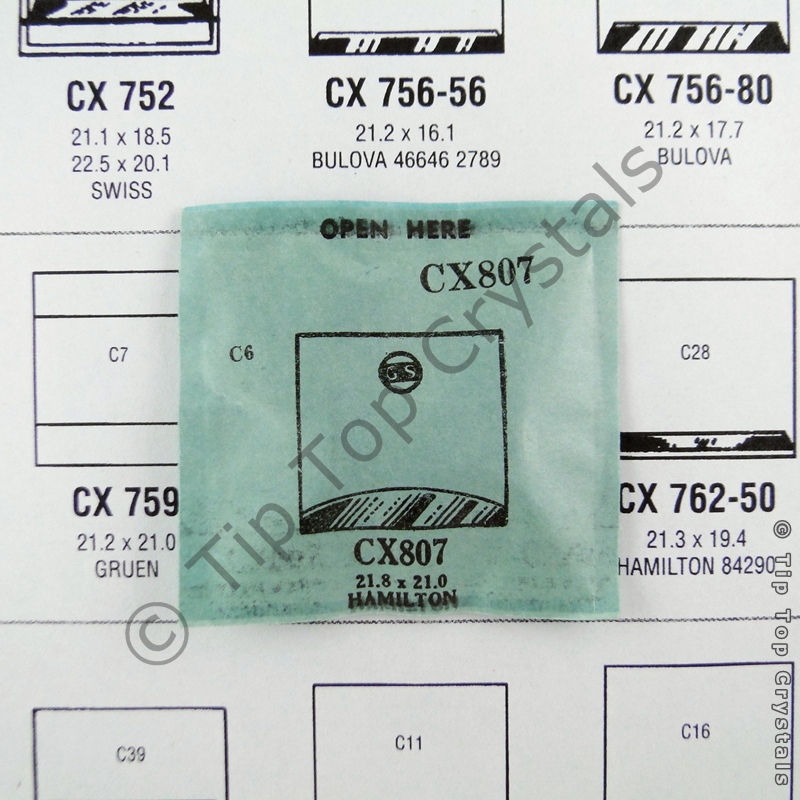 CX 752
21.1 x 18.5
22.5 x 20.1
SWISS
CX 756-56
21.2 x 16.1
BULOVA 46646 2789
CX 756-80
21.2 x 17.7
BULOVA
OPEN HERE
CX807
C7
C6
GS
C28
CX 759
21.2 x 21.0
GRUEN
CX807
21.8 x 21.0
HAMILTON
CX 762-50
21.3 x 19.4
HAMILTON 84290
C39
C11
C16
© Tip Top Crystals
© Tip Top Crystals